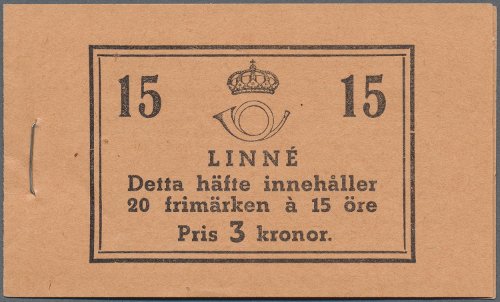 15 15
LINNÉ
Detta häfte innehåller
20 frimärken à 15 öre
Pris 3 kronor.